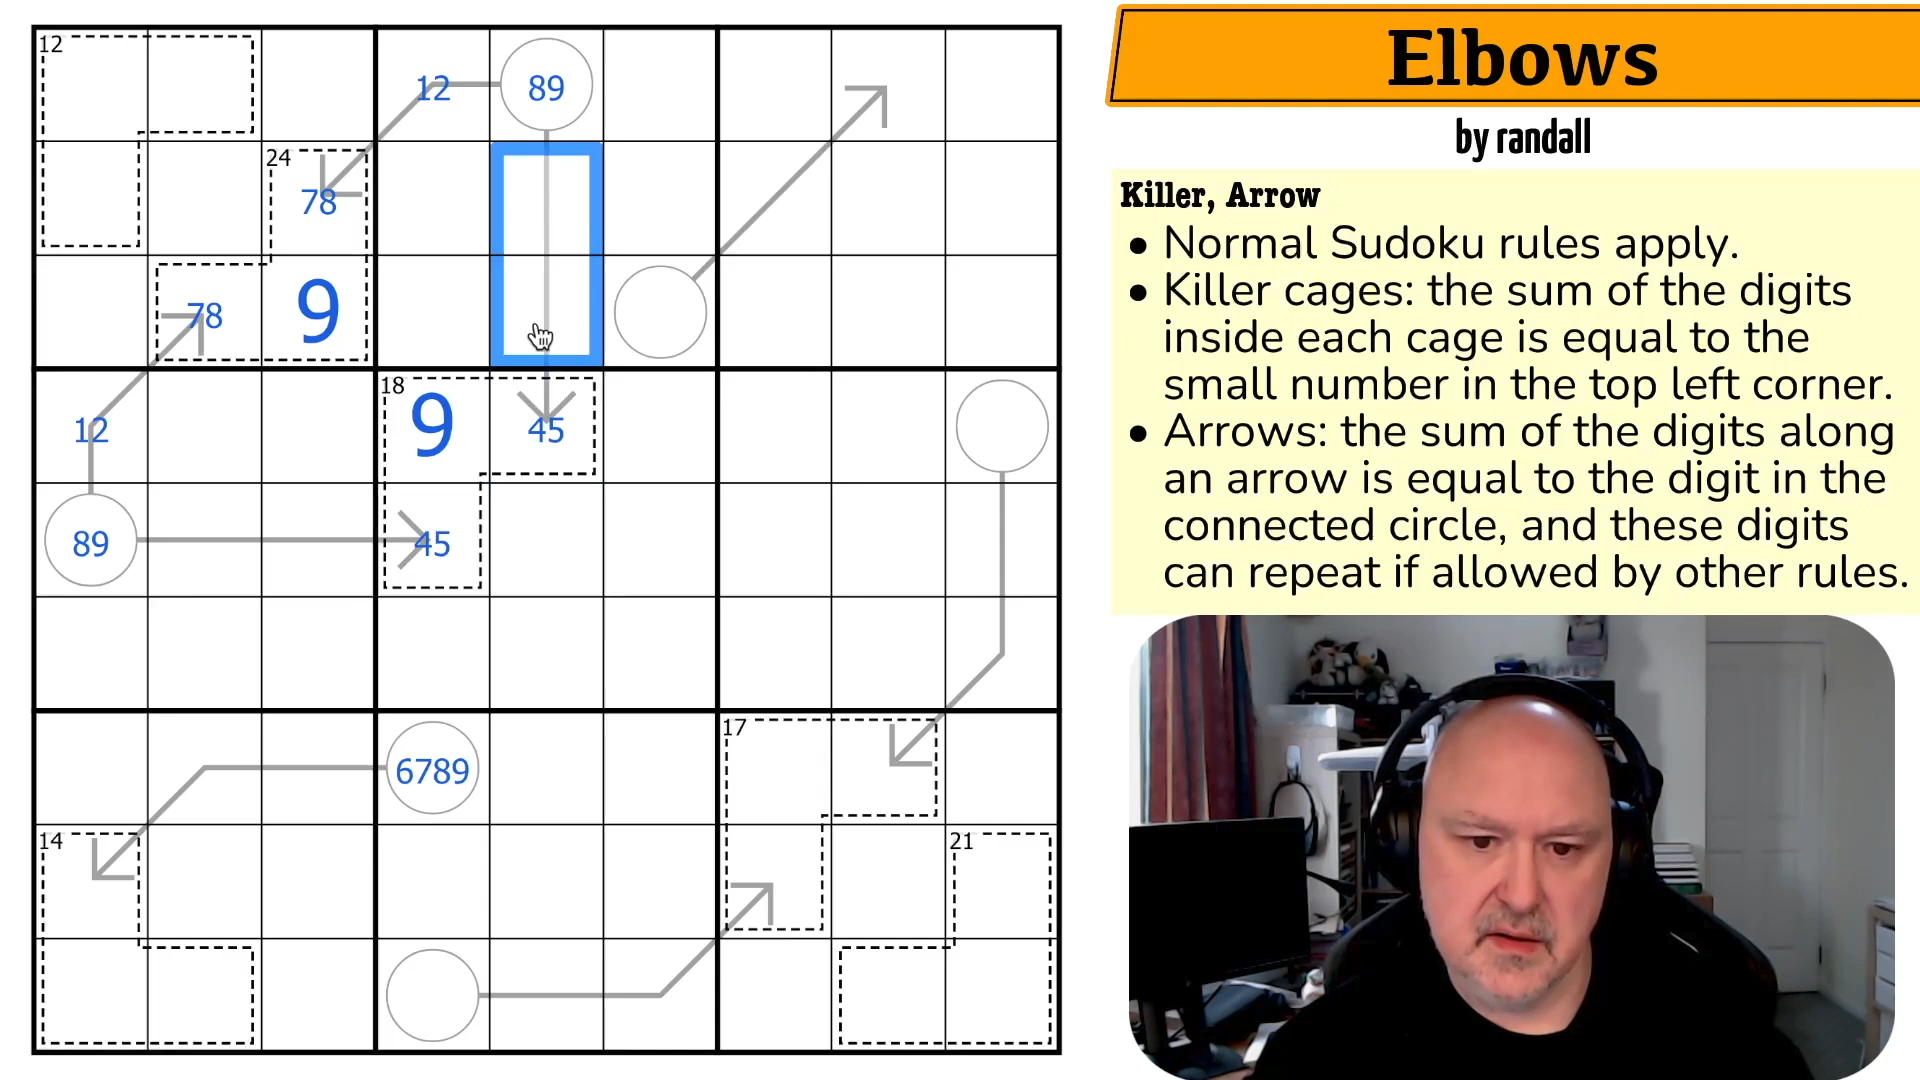 Elbows
by randall
Killer, Arrow
• Normal Sudoku rules apply.
• Killer cages: the sum of the digits
inside each cage is equal to the
small number in the top left corner.
• Arrows: the sum of the digits along
an arrow is equal to the digit in the
connected circle, and these digits
can repeat if allowed by other rules.
12
12 89
24
78
78 9
18
12 9 45
89 45
17
6789
14 21